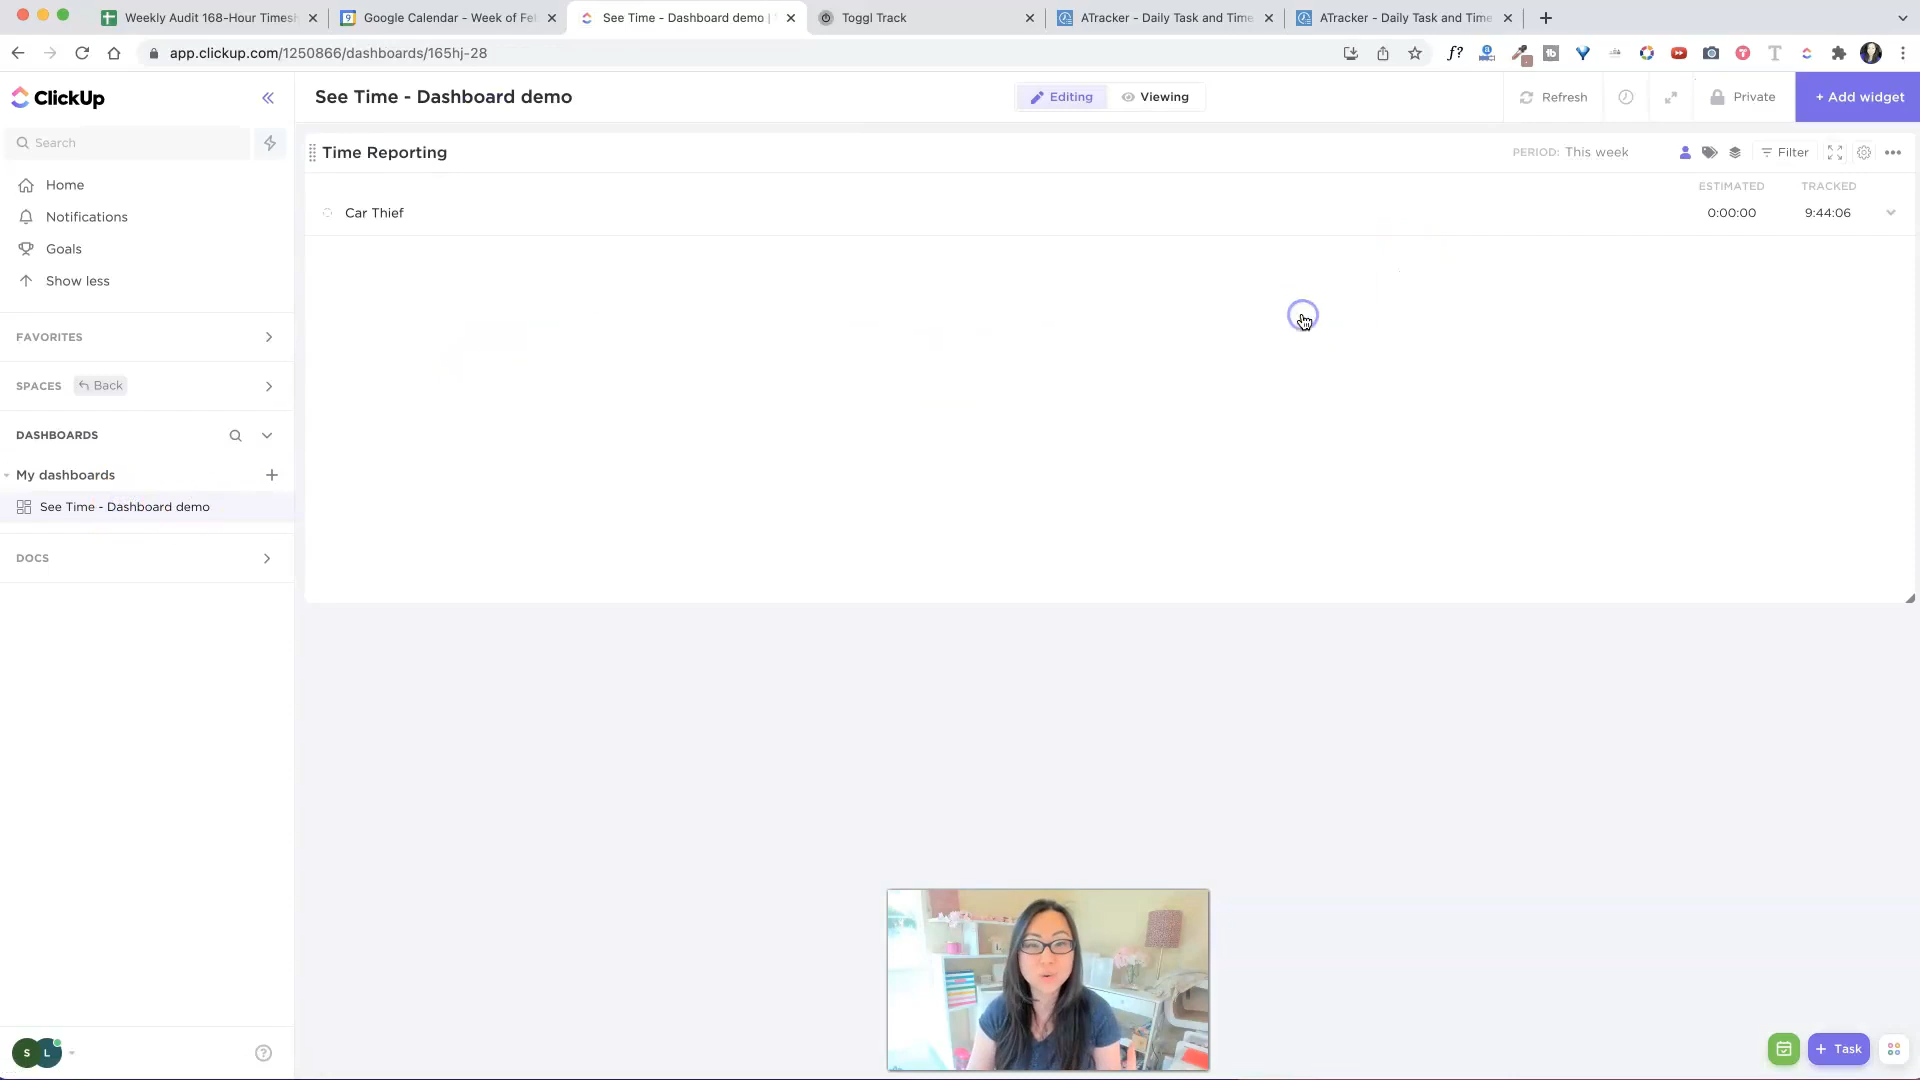 Weekly Audit 168-Hour Timesh
Google Calendar - Week of Fe
See Time - Dashboard demo |
Toggl Track
ATracker - Daily Task and Time
ATracker - Daily Task and Time
app.clickup.com/1250866/dashboards/165hj-28
f?
ClickUp
See Time - Dashboard demo
Editing
Viewing
Refresh
Private
+ Add widget
Search
Time Reporting
PERIOD: This week
Filter
ESTIMATED
TRACKED
Home
Car Thief
0:00:00
9:44:06
Notifications
Goals
Show less
FAVORITES
SPACES
Back
DASHBOARDS
My dashboards
See Time - Dashboard demo
DOCS
S
L
+ Task